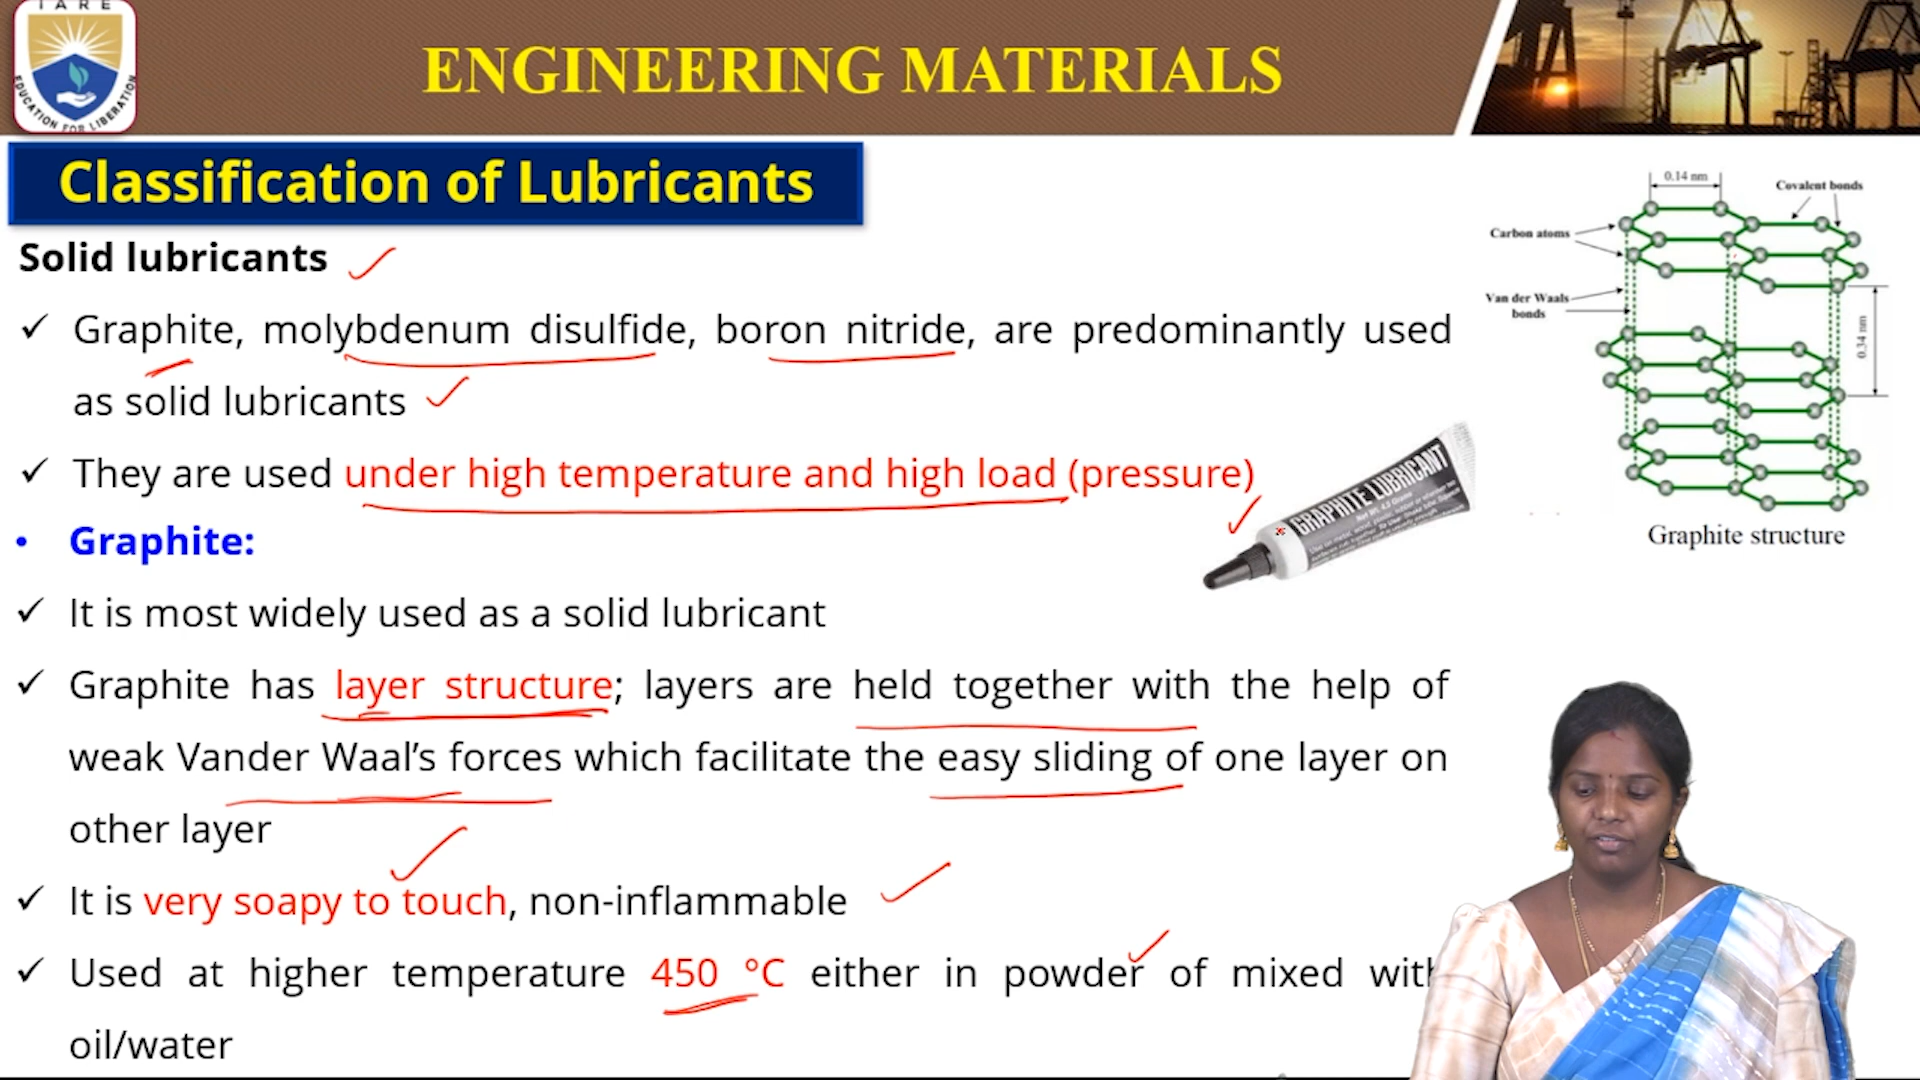 IARE
EDUCATION FOR LIBERATION
ENGINEERING MATERIALS
Classification of Lubricants
Solid lubricants
✓ Graphite, molybdenum disulfide, boron nitride, are predominantly used
as solid lubricants
✓ They are used under high temperature and high load (pressure)
• Graphite:
✓ It is most widely used as a solid lubricant
✓ Graphite has layer structure; layers are held together with the help of
weak Vander Waal’s forces which facilitate the easy sliding of one layer on
other layer
✓ It is very soapy to touch, non-inflammable
✓ Used at higher temperature 450 °C either in powder of mixed with
oil/water
GRAPHITE LUBRICANT
0.14 nm
Covalent bonds
Carbon atoms
Van der Waals
bonds
0.34 nm
Graphite structure